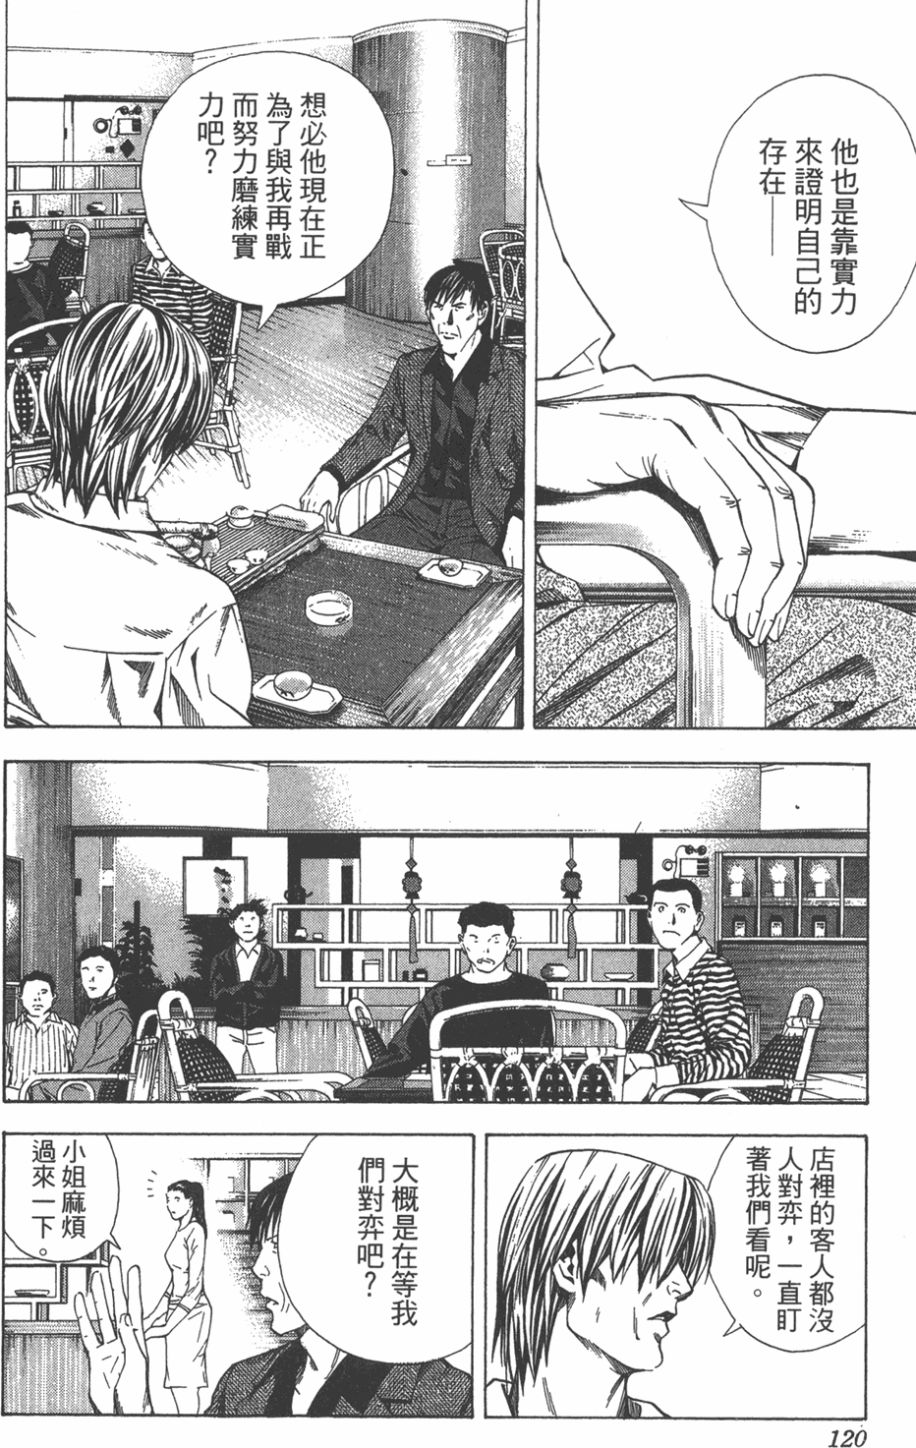 他也是靠實力
來證明自己的
存在——
想必他現在正
為了與我再戰
而努力磨練實
力吧？
店裡的客人都沒
人對弈，一直盯
著我們看呢。
大概是在等我
們對弈吧？
小姐麻煩
過來一下。
120